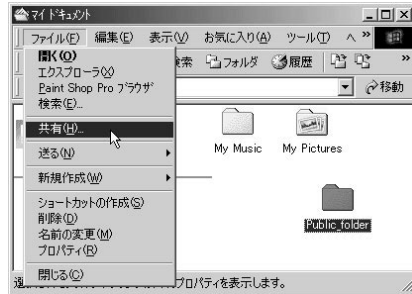 マイ ドキュメント
ファイル(F) 編集(E) 表示(V) お気に入り(A) ツール(T) ヘ »
検索 フォルダ 履歴 »
移動
開く(O)
エクスプローラ(X)
Paint Shop Pro ブラウザ
検索(E)...
共有(H)...
送る(N)
新規作成(W)
ショートカットの作成(S)
削除(D)
名前の変更(M)
プロパティ(R)
閉じる(C)
My Music My Pictures
Public_folder
プロパティを表示します。